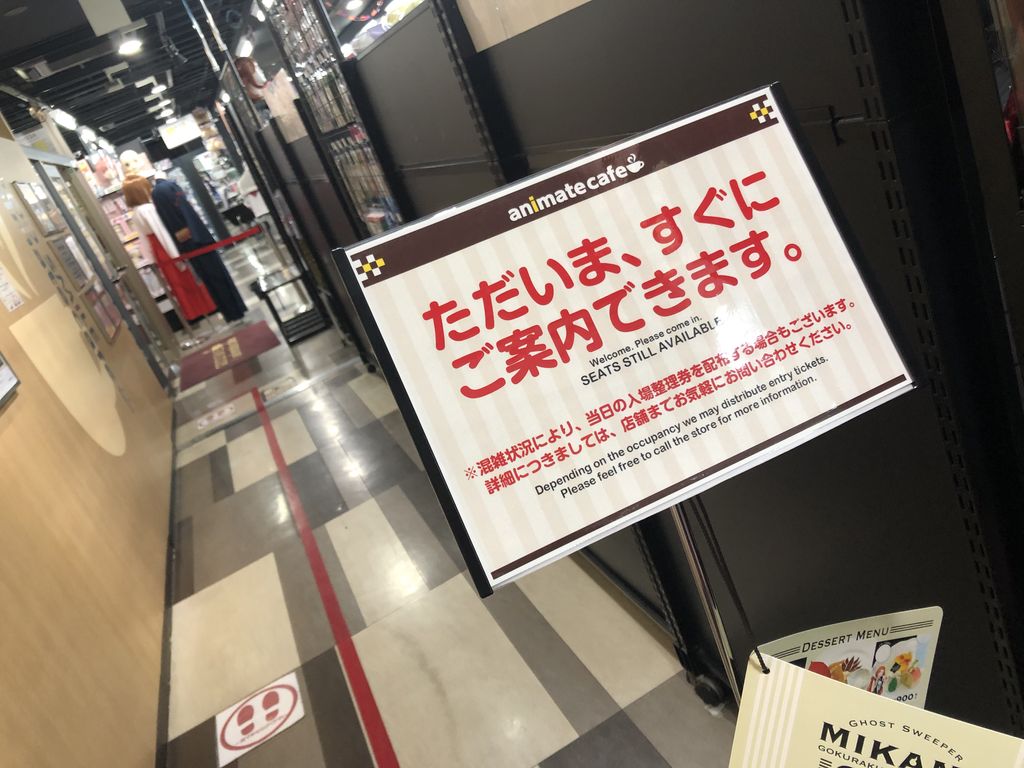 animatecafe
ただいま、すぐに
ご案内できます。
Welcome. Please come in.
SEATS STILL AVAILABLE
※混雑状況により、当日の入場整理券を配布する場合もございます。
詳細につきましては、店舗までお気軽にお問い合わせください。
Depending on the occupancy we may distribute entry tickets.
Please feel free to call the store for more information.
DESSERT MENU
900
GHOST SWEEPER
MIKA
GOKURAK